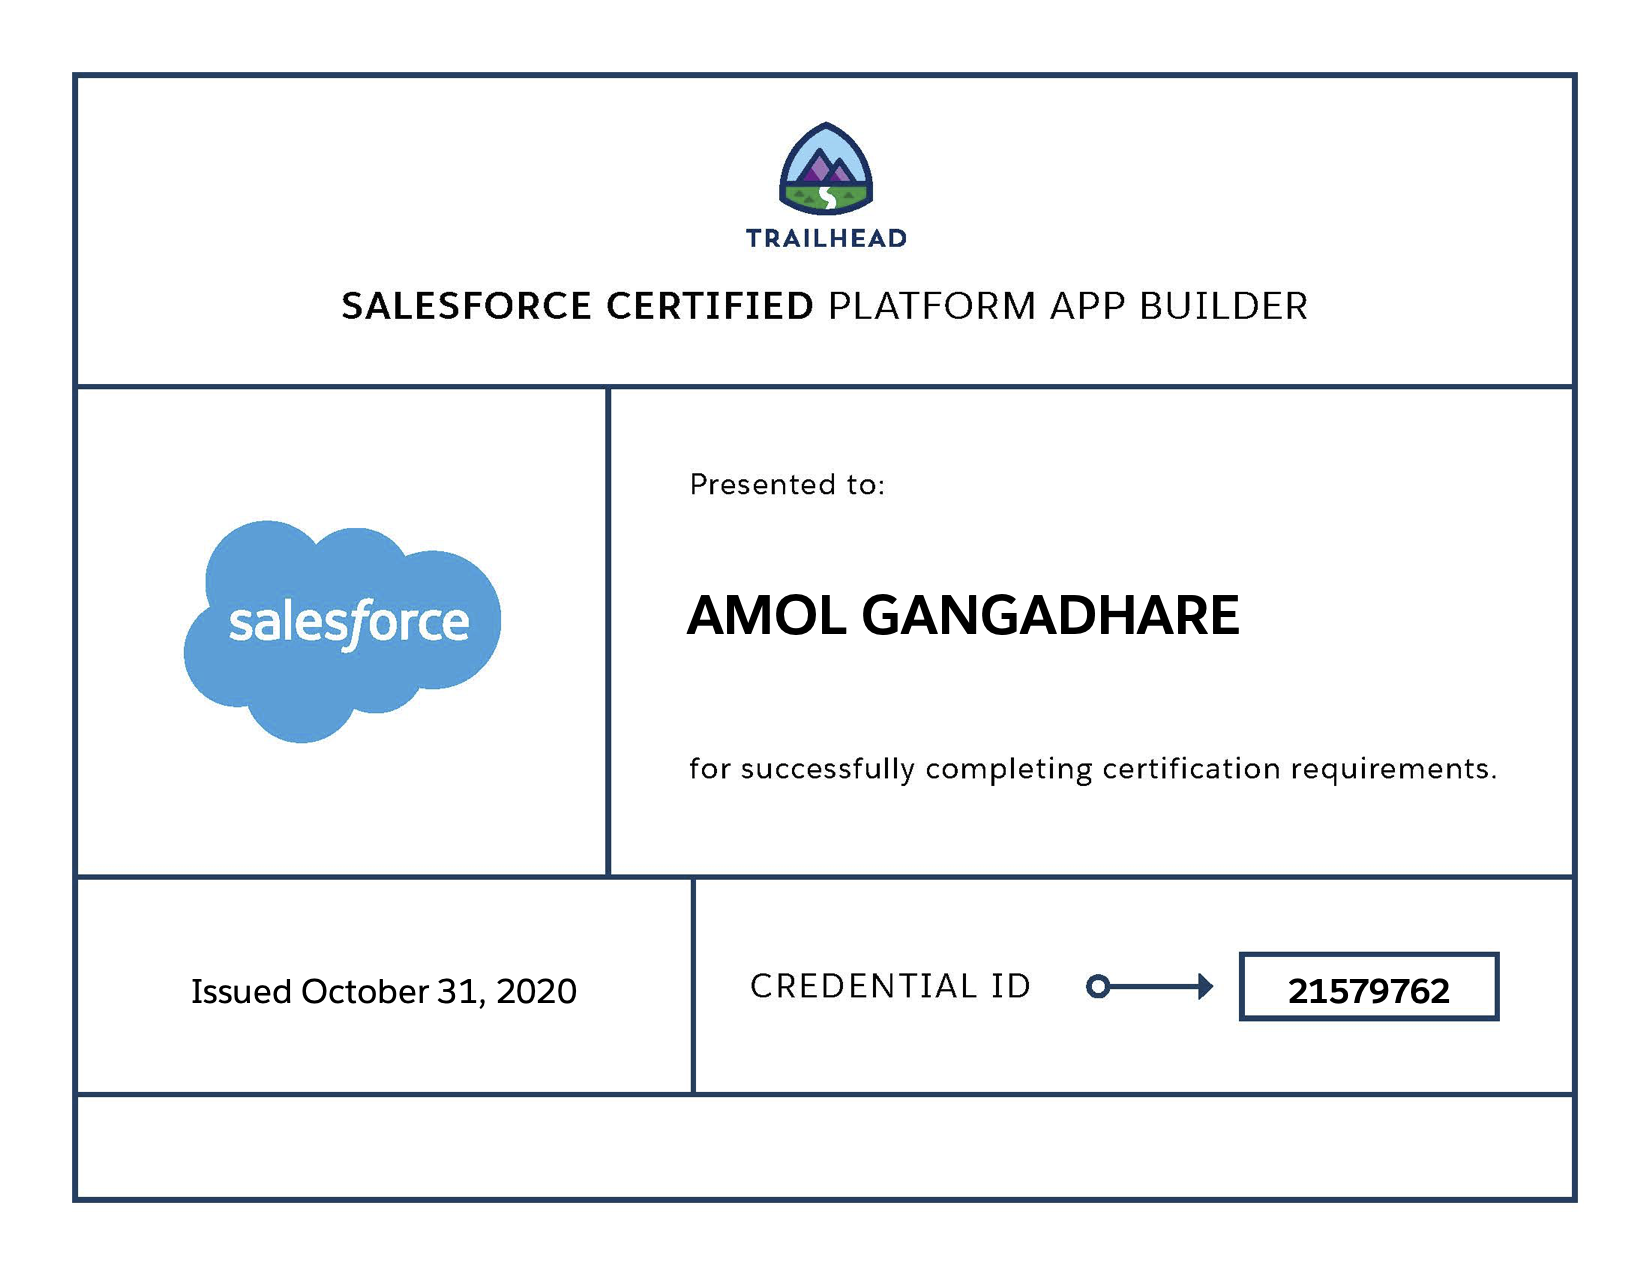 TRAILHEAD
SALESFORCE CERTIFIED PLATFORM APP BUILDER
salesforce
Presented to:
AMOL GANGADHARE
for successfully completing certification requirements.
Issued October 31, 2020
CREDENTIAL ID
21579762